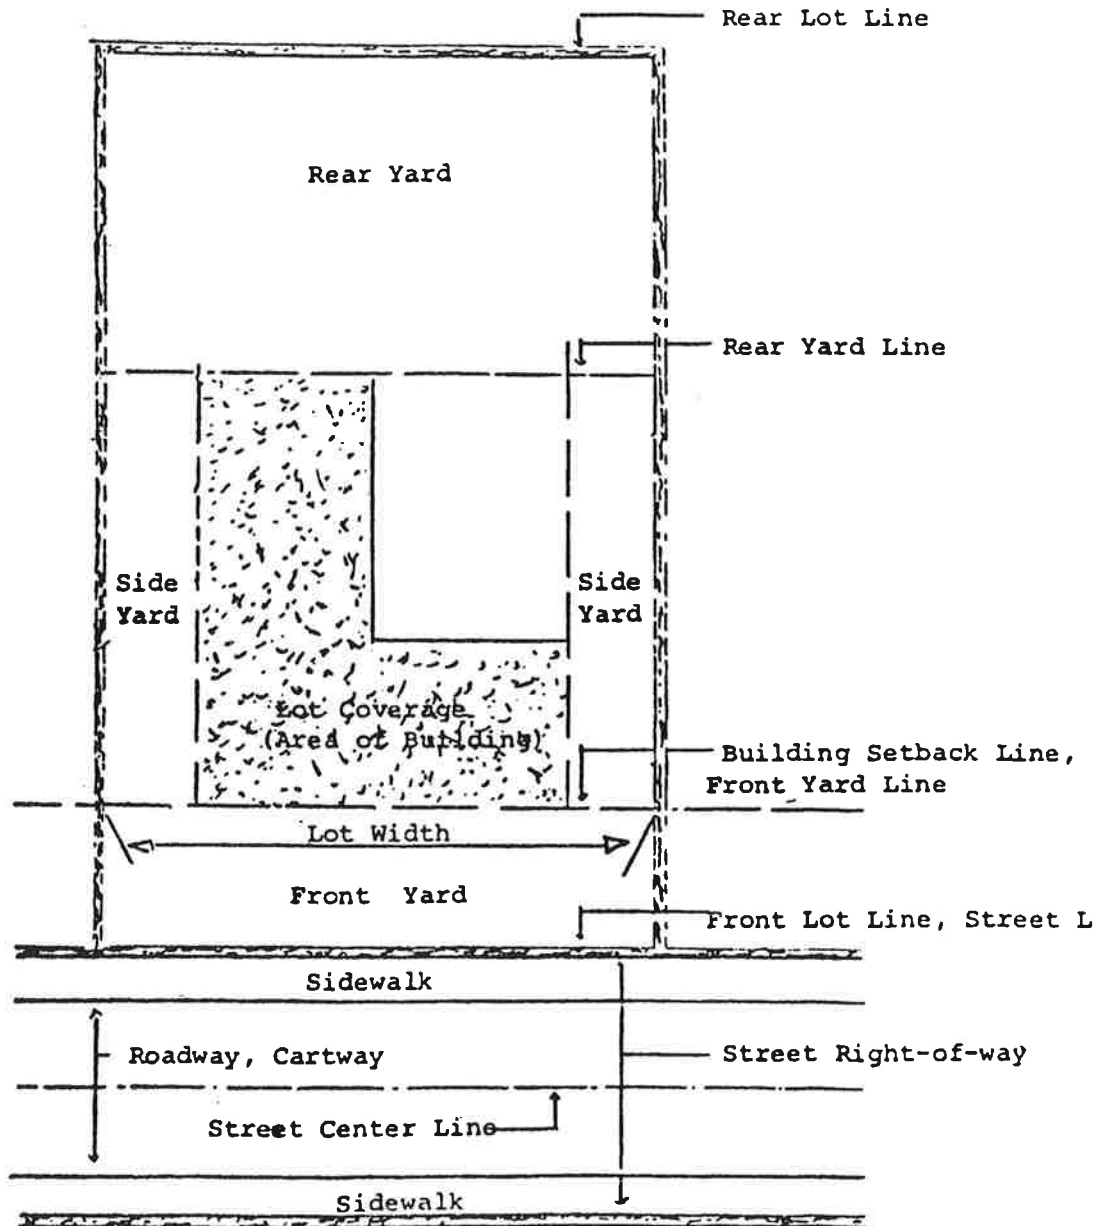 Rear Lot Line
Rear Yard
Rear Yard Line
Side
Yard
Side
Yard
Lot Coverage
(Area of Building)
Building Setback Line,
Front Yard Line
Lot Width
Front Yard
Front Lot Line, Street L
Sidewalk
Roadway, Cartway
Street Right-of-way
Street Center Line
Sidewalk